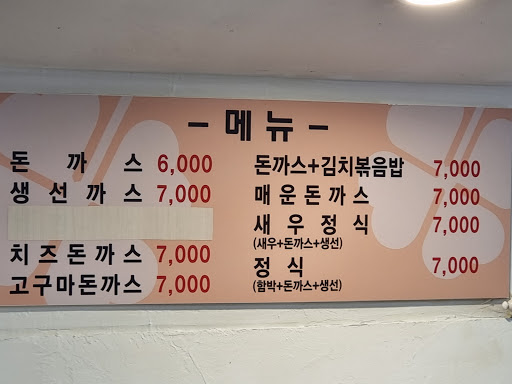 - 메뉴 -
돈까스 6,000
생선까스 7,000
치즈돈까스 7,000
고구마돈까스 7,000
돈까스+김치볶음밥 7,000
매운돈까스 7,000
새우정식 7,000
(새우+돈까스+생선)
정식 7,000
(함박+돈까스+생선)